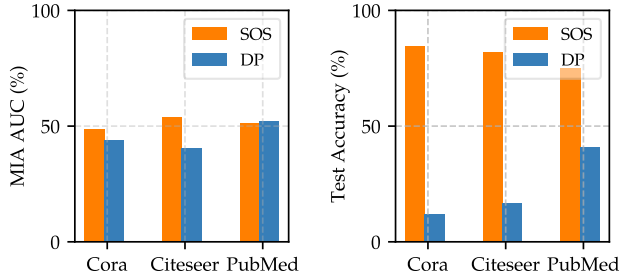 MIA AUC (%)
100
50
0
SOS
DP
Cora
Citeseer
PubMed
Test Accuracy (%)
100
50
0
SOS
DP
Cora
Citeseer
PubMed